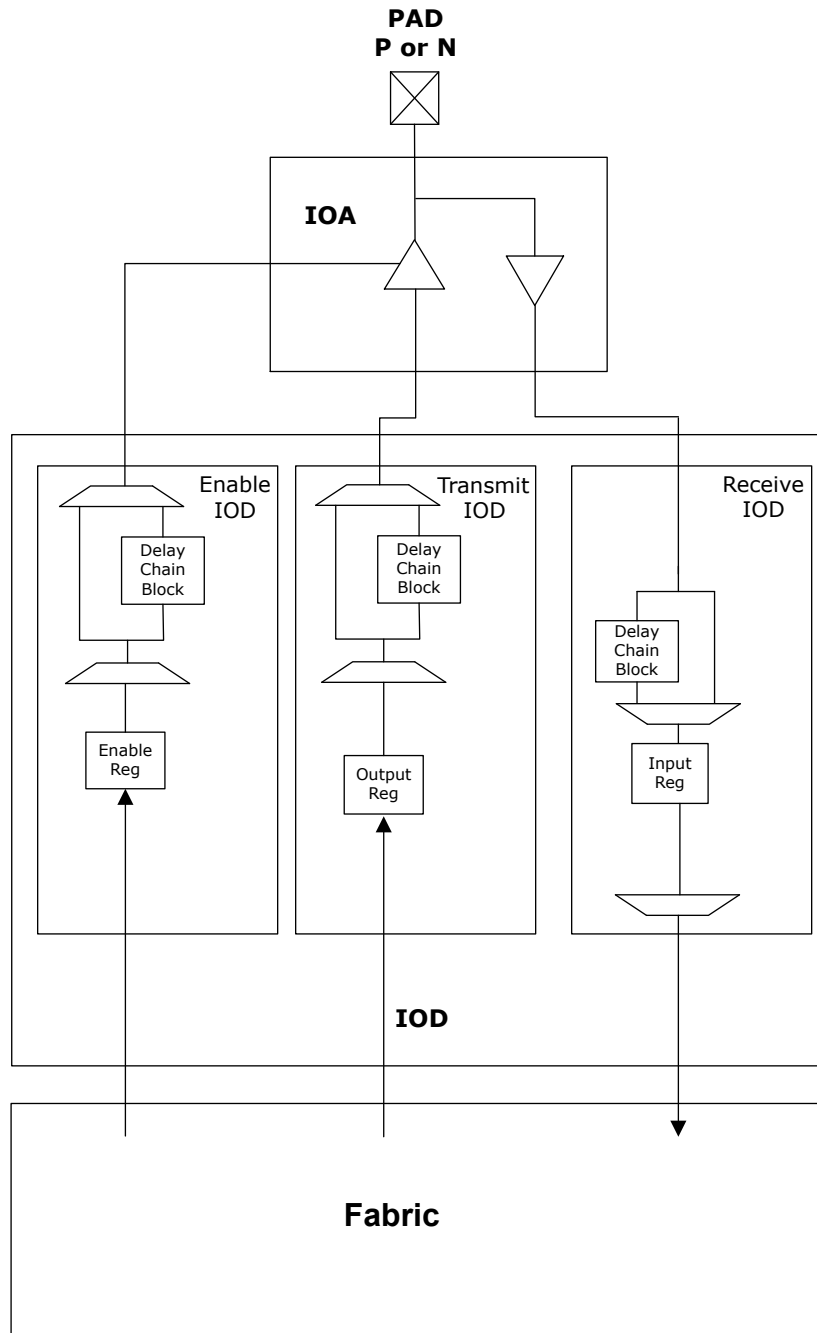 PAD
P or N
IOA
Enable
IOD
Delay
Chain
Block
Enable
Reg
Transmit
IOD
Delay
Chain
Block
Output
Reg
Receive
IOD
Delay
Chain
Block
Input
Reg
IOD
Fabric